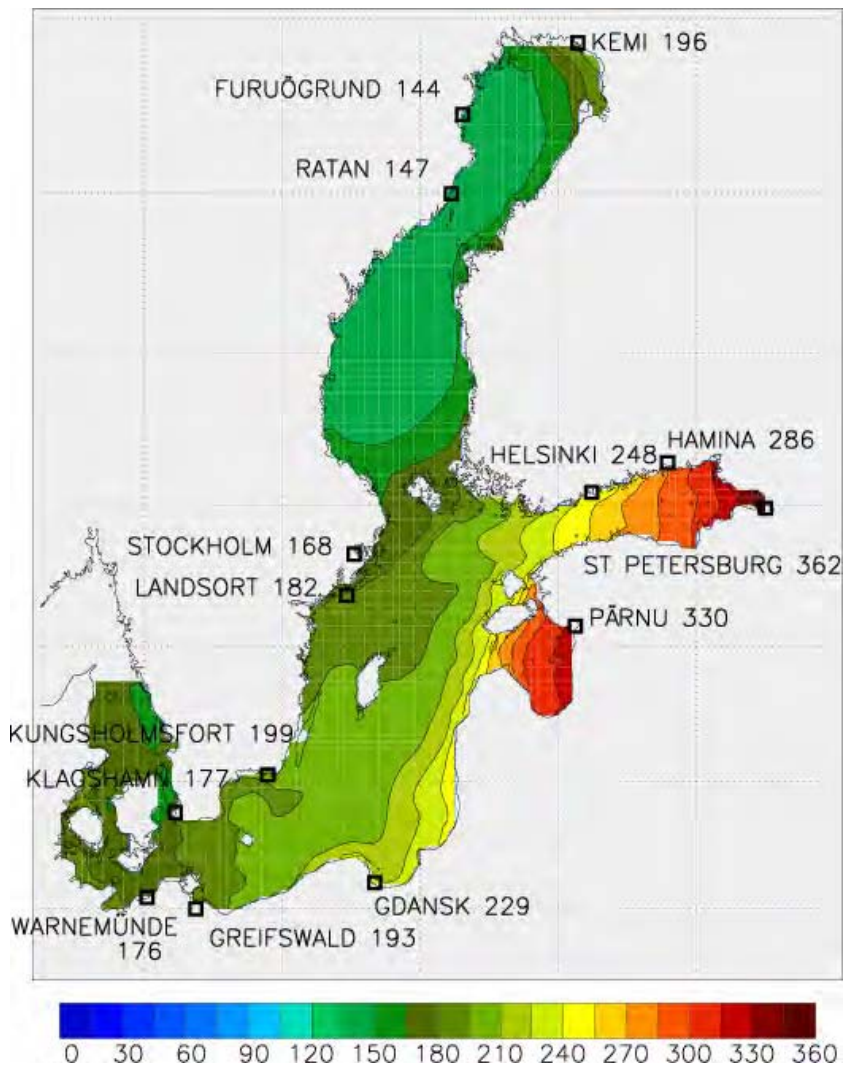 KEMI 196
FURUÖGRUND 144
RATAN 147
HAMINA 286
HELSINKI 248
STOCKHOLM 168
ST PETERSBURG 362
LANDSORT 182
PÄRNU 330
KUNGSHOLMSFORT 199
KLAGSHAMN 177
GDANSK 229
WARNEMÜNDE
176
GREIFSWALD 193
0 30 60 90 120 150 180 210 240 270 300 330 360